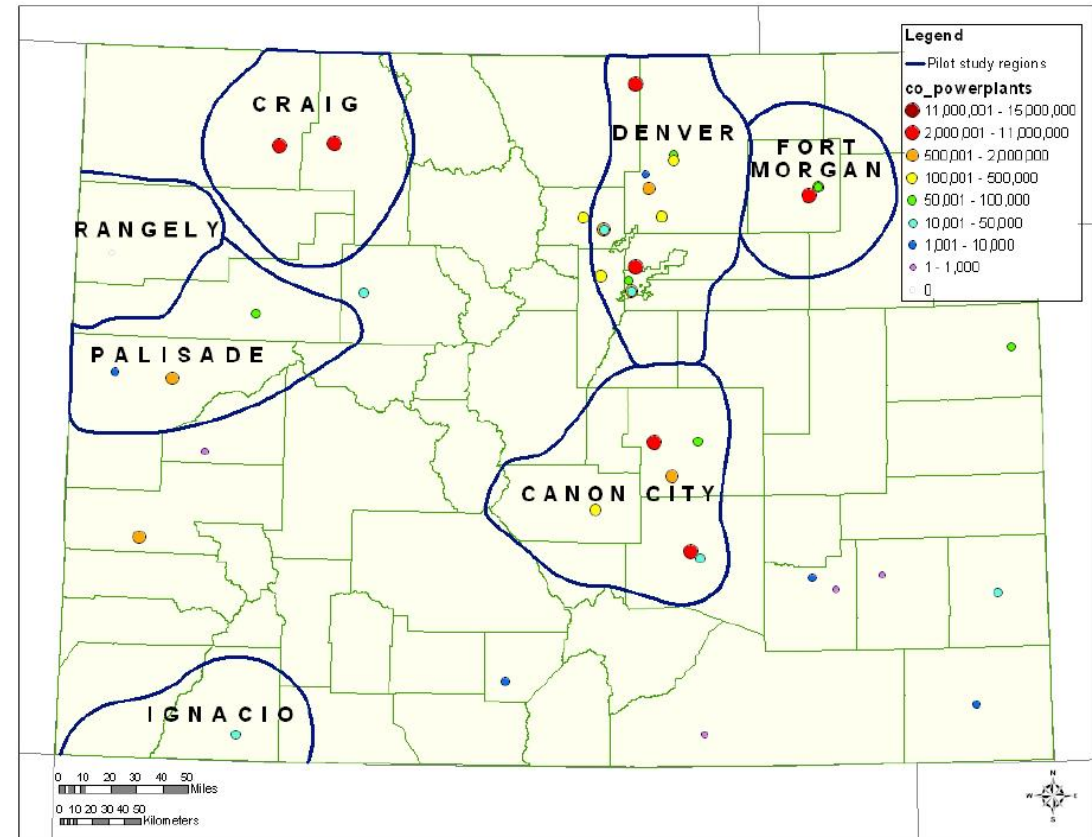 Legend
Pilot study regions
co_powerplants
11,000,001 - 15,000,000
2,000,001 - 11,000,000
500,001 - 2,000,000
100,001 - 500,000
50,001 - 100,000
10,001 - 50,000
1,001 - 10,000
1 - 1,000
0
CRAIG
DENVER
FORT
MORGAN
RANGELY
PALISADE
CANON CITY
IGNACIO
0 10 20 30 40 50
Miles
0 10 20 30 40 50
Kilometers
N
W E
S